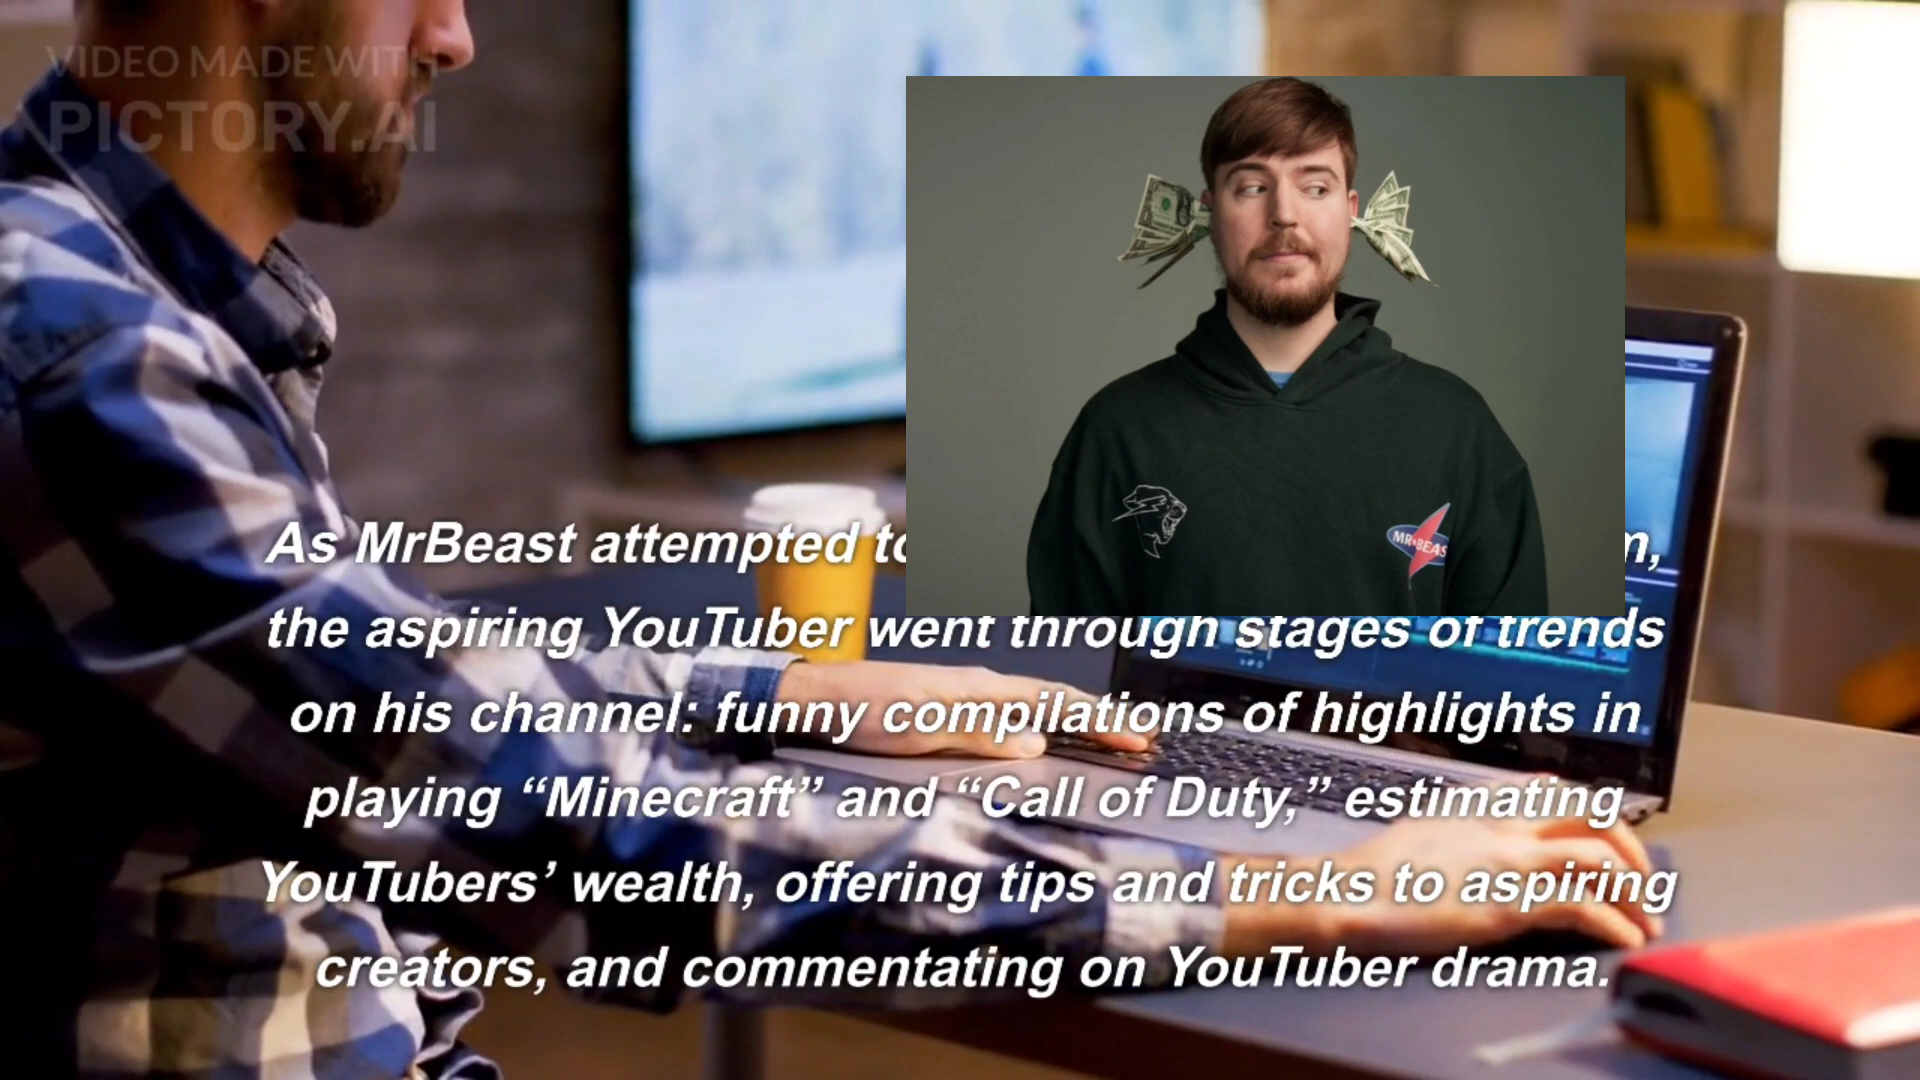 VIDEO MADE WITH
PICTORY.AI
MR BEAS
As MrBeast attempted to
the aspiring YouTuber went through stages of trends
on his channel: funny compilations of highlights in
playing “Minecraft” and “Call of Duty,” estimating
YouTubers’ wealth, offering tips and tricks to aspiring
creators, and commentating on YouTuber drama.